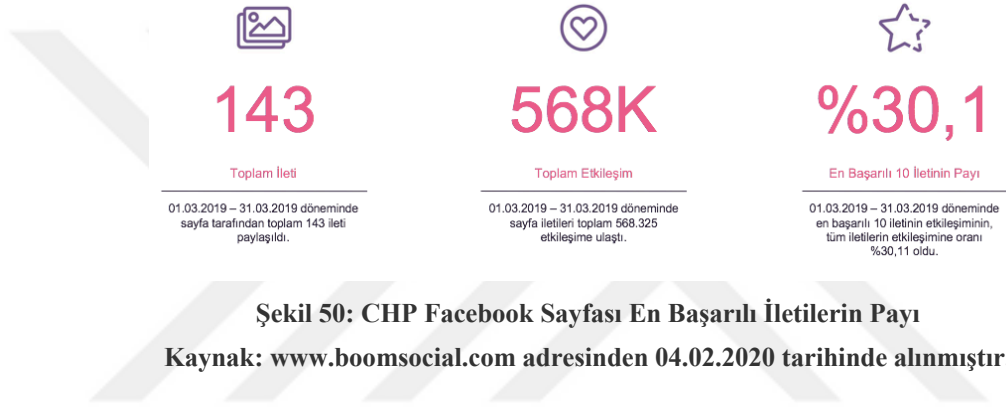 143
568K
%30,1
Toplam İleti
Toplam Etkileşim
En Başarılı 10 İletinin Payı
01.03.2019 – 31.03.2019 döneminde
sayfa tarafından toplam 143 ileti
paylaşıldı.
01.03.2019 – 31.03.2019 döneminde
sayfa iletileri toplam 568.325
etkileşime ulaştı.
01.03.2019 – 31.03.2019 döneminde
en başarılı 10 iletinin etkileşiminin,
tüm iletilerin etkileşimine oranı
%30,11 oldu.
Şekil 50: CHP Facebook Sayfası En Başarılı İletilerin Payı
Kaynak: www.boomsocial.com adresinden 04.02.2020 tarihinde alınmıştır